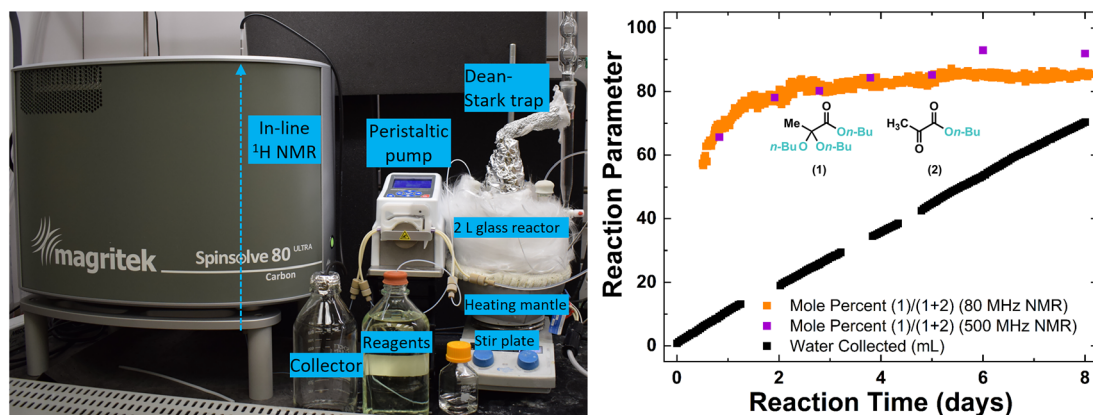 Dean-
Stark trap
In-line
¹H NMR
Peristaltic
pump
2 L glass reactor
magritek
Spinsolve 80 ULTRA
Carbon
Heating mantle
Reagents
Stir plate
Collector
Reaction Parameter
100
80
60
40
20
0
Me
O
On-Bu
n-Bu O
On-Bu
(1)
O
H₃C
On-Bu
O
(2)
Mole Percent (1)/(1+2) (80 MHz NMR)
Mole Percent (1)/(1+2) (500 MHz NMR)
Water Collected (mL)
0 2 4 6 8
Reaction Time (days)